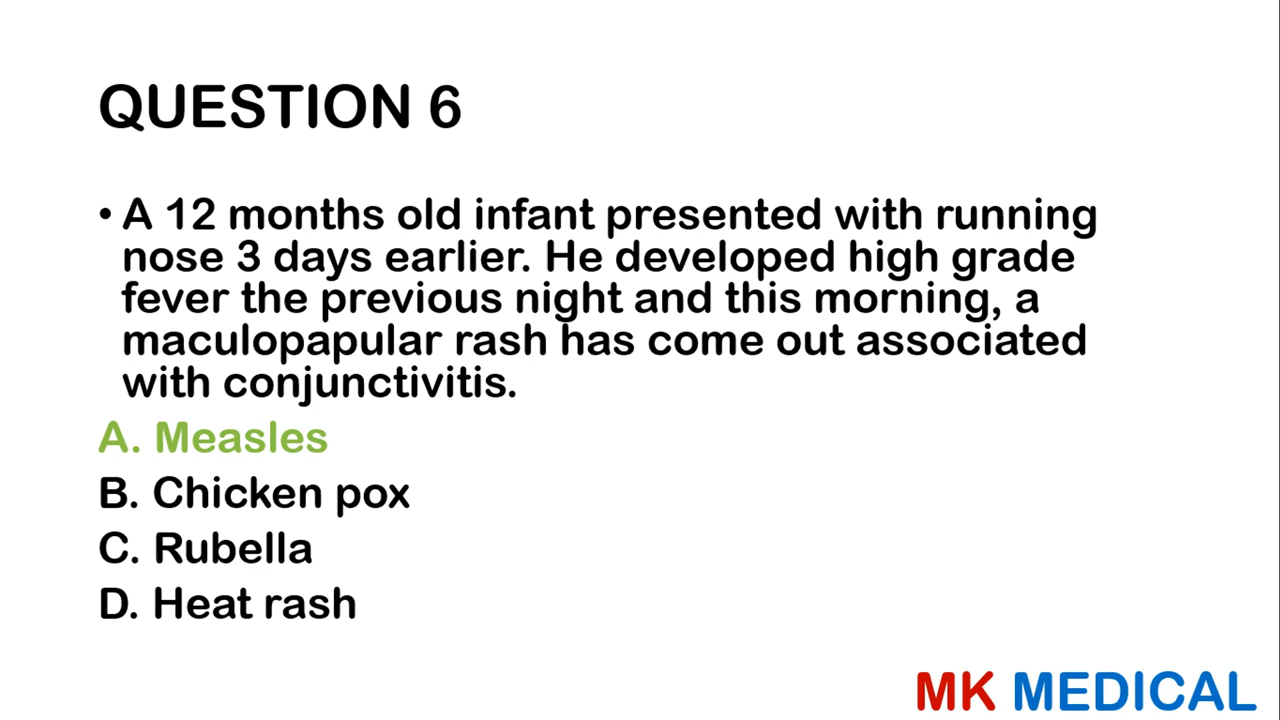 QUESTION 6
• A 12 months old infant presented with running
nose 3 days earlier. He developed high grade
fever the previous night and this morning, a
maculopapular rash has come out associated
with conjunctivitis.
A. Measles
B. Chicken pox
C. Rubella
D. Heat rash
MK MEDICAL